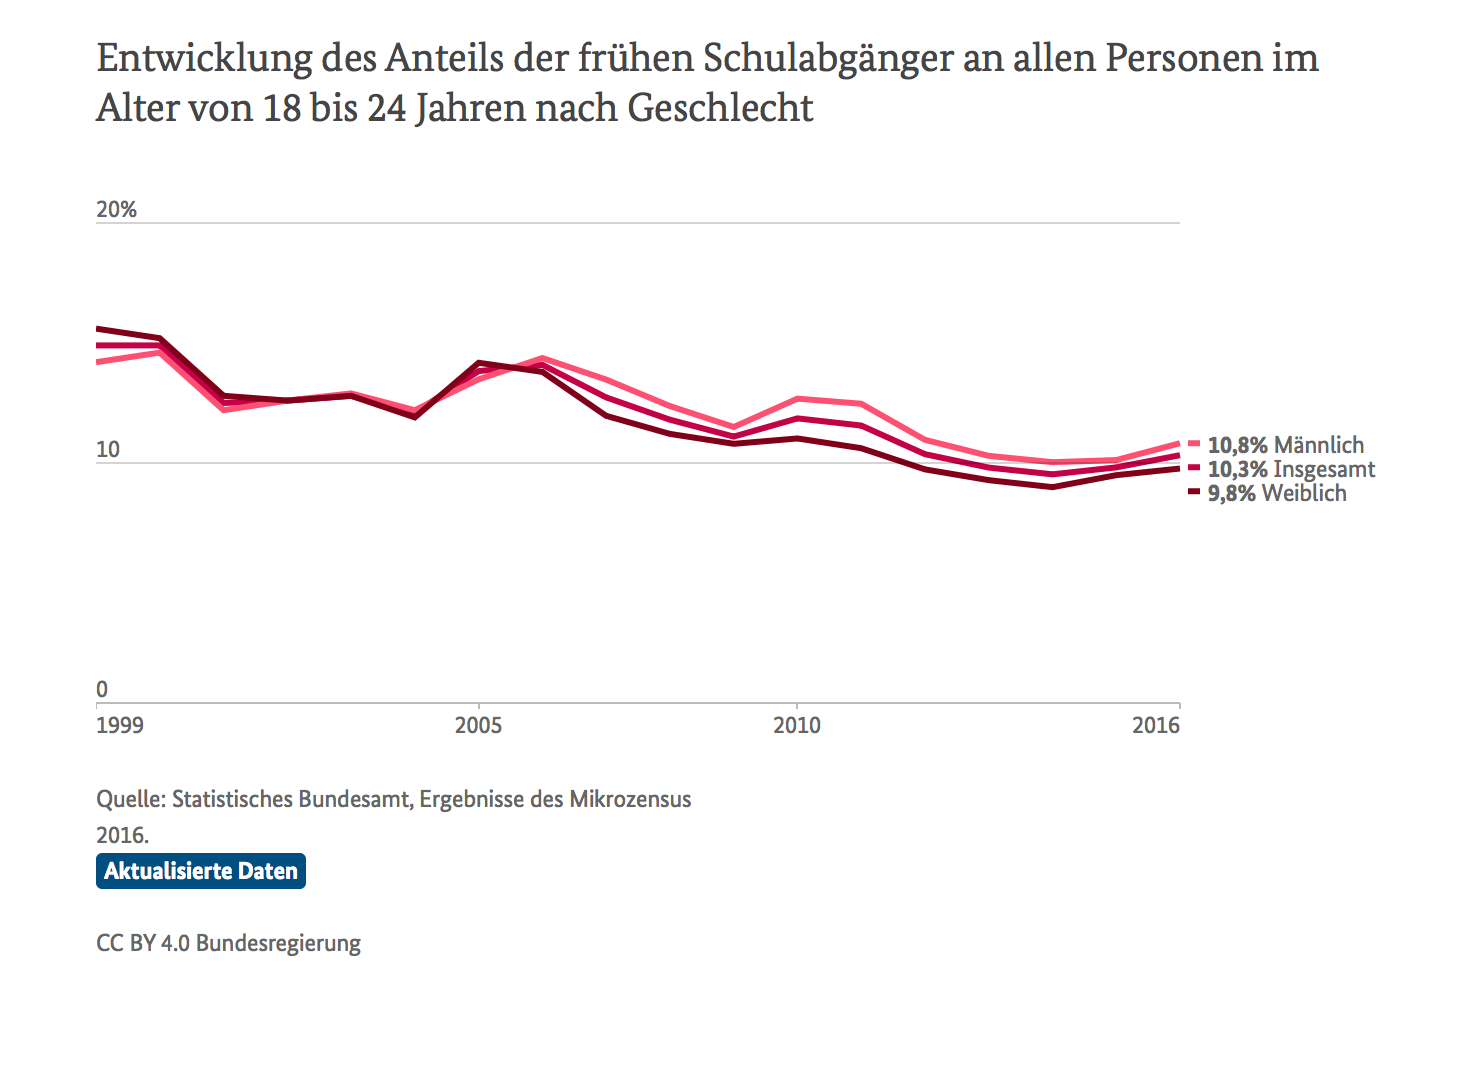 Entwicklung des Anteils der frühen Schulabgänger an allen Personen im
Alter von 18 bis 24 Jahren nach Geschlecht
20%
10
10,8% Männlich
10,3% Insgesamt
9,8% Weiblich
0
1999 2005 2010 2016
Quelle: Statistisches Bundesamt, Ergebnisse des Mikrozensus
2016.
Aktualisierte Daten
CC BY 4.0 Bundesregierung